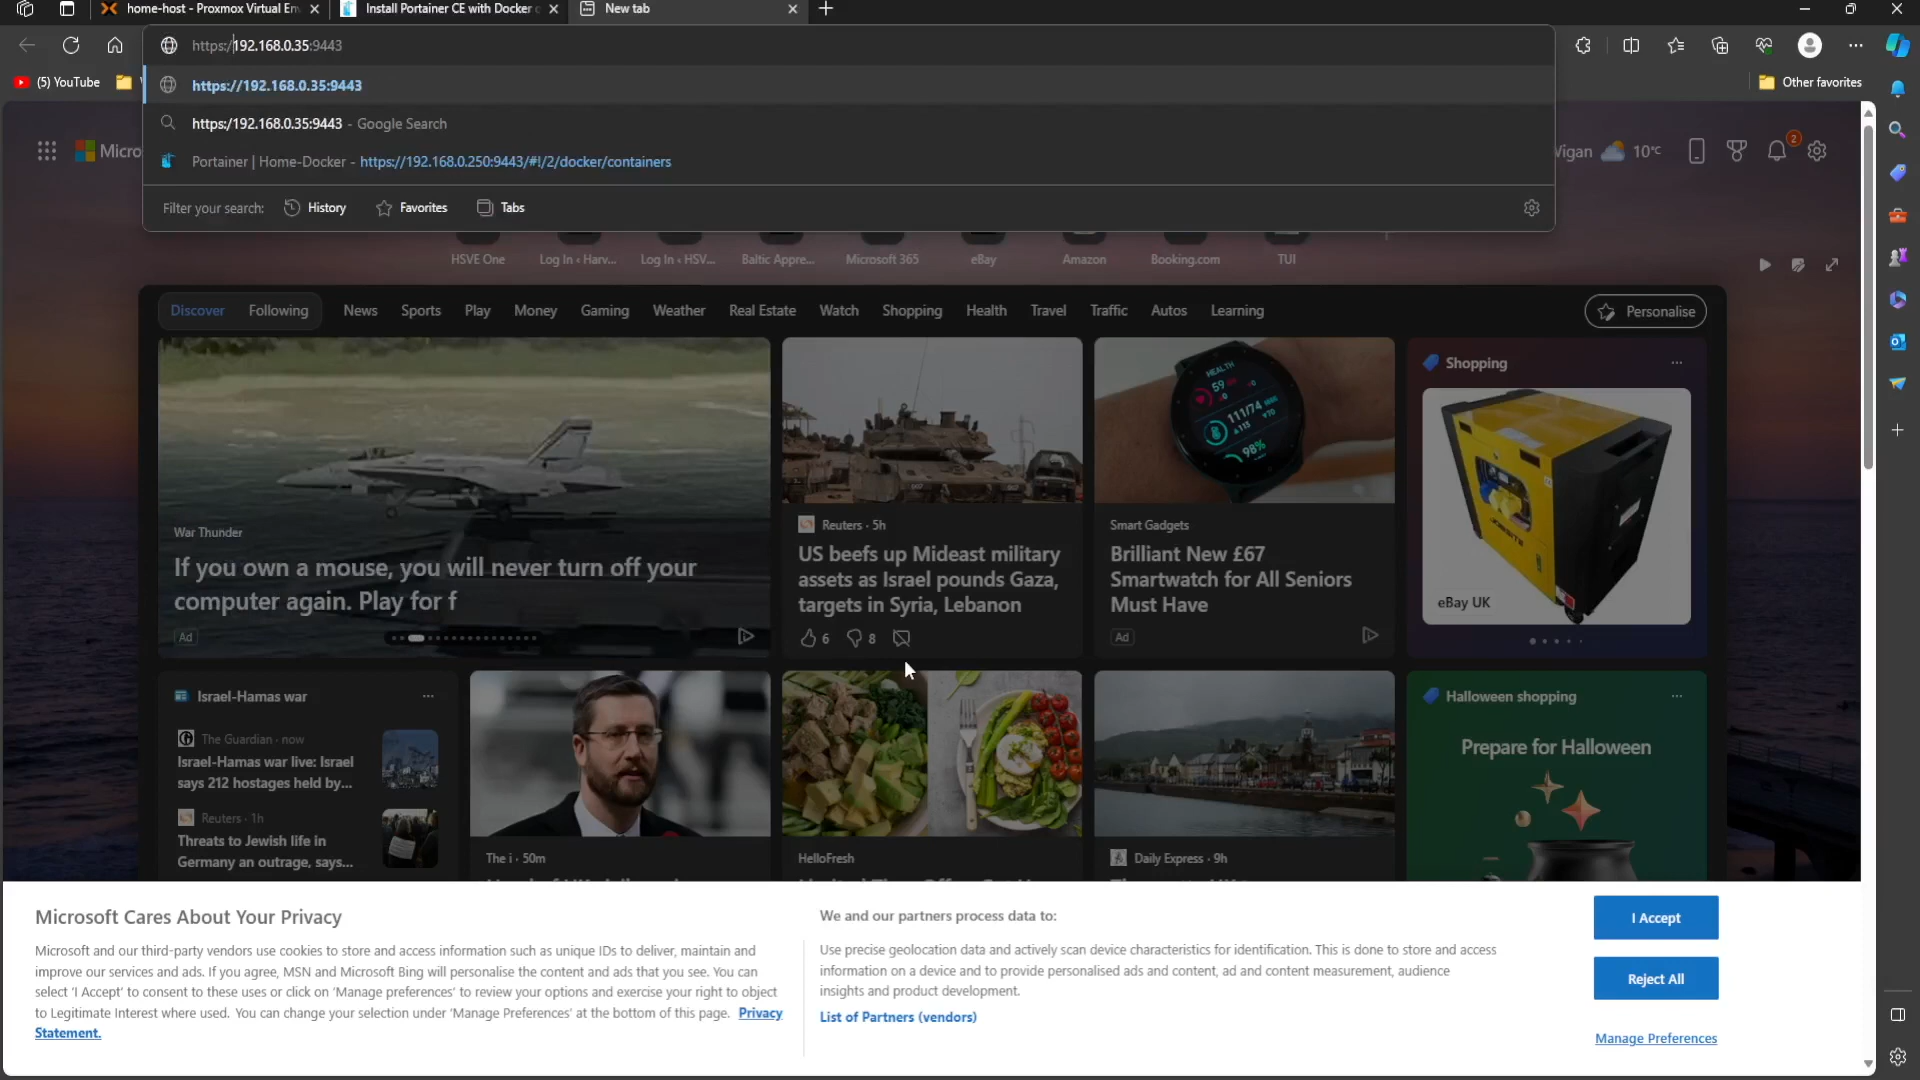 home-host - Proxmox Virtual En
Install Portainer CE with Docker o
New tab
https:/192.168.0.35:9443
(5) YouTube
Other favorites
https://192.168.0.35:9443
https:/192.168.0.35:9443 - Google Search
Portainer | Home-Docker - https://192.168.0.250:9443/#!/2/docker/containers
Filter your search:
History
Favorites
Tabs
Micro
Wigan
10°C
2
HSVE One
Log In ‹ Harv...
Log In ‹ HSV...
Baltic Appre...
Microsoft 365
eBay
Amazon
Booking.com
TUI
Discover
Following
News
Sports
Play
Money
Gaming
Weather
Real Estate
Watch
Shopping
Health
Travel
Traffic
Autos
Learning
Personalise
War Thunder
If you own a mouse, you will never turn off your
computer again. Play for f
Ad
Reuters · 5h
US beefs up Mideast military
assets as Israel pounds Gaza,
targets in Syria, Lebanon
6
8
HEALTH
59
111/74
98%
Smart Gadgets
Brilliant New £67
Smartwatch for All Seniors
Must Have
Ad
Shopping
eBay UK
Israel-Hamas war
The Guardian · now
Israel-Hamas war live: Israel
says 212 hostages held by...
Reuters · 1h
Threats to Jewish life in
Germany an outrage, says...
The i · 50m
HelloFresh
Daily Express · 9h
Halloween shopping
Prepare for Halloween
Microsoft Cares About Your Privacy
Microsoft and our third-party vendors use cookies to store and access information such as unique IDs to deliver, maintain and
improve our services and ads. If you agree, MSN and Microsoft Bing will personalise the content and ads that you see. You can
select 'I Accept' to consent to these uses or click on 'Manage preferences' to review your options and exercise your right to object
to Legitimate Interest where used. You can change your selection under 'Manage Preferences' at the bottom of this page. Privacy
Statement.
We and our partners process data to:
Use precise geolocation data and actively scan device characteristics for identification. This is done to store and access
information on a device and to provide personalised ads and content, ad and content measurement, audience
insights and product development.
List of Partners (vendors)
I Accept
Reject All
Manage Preferences